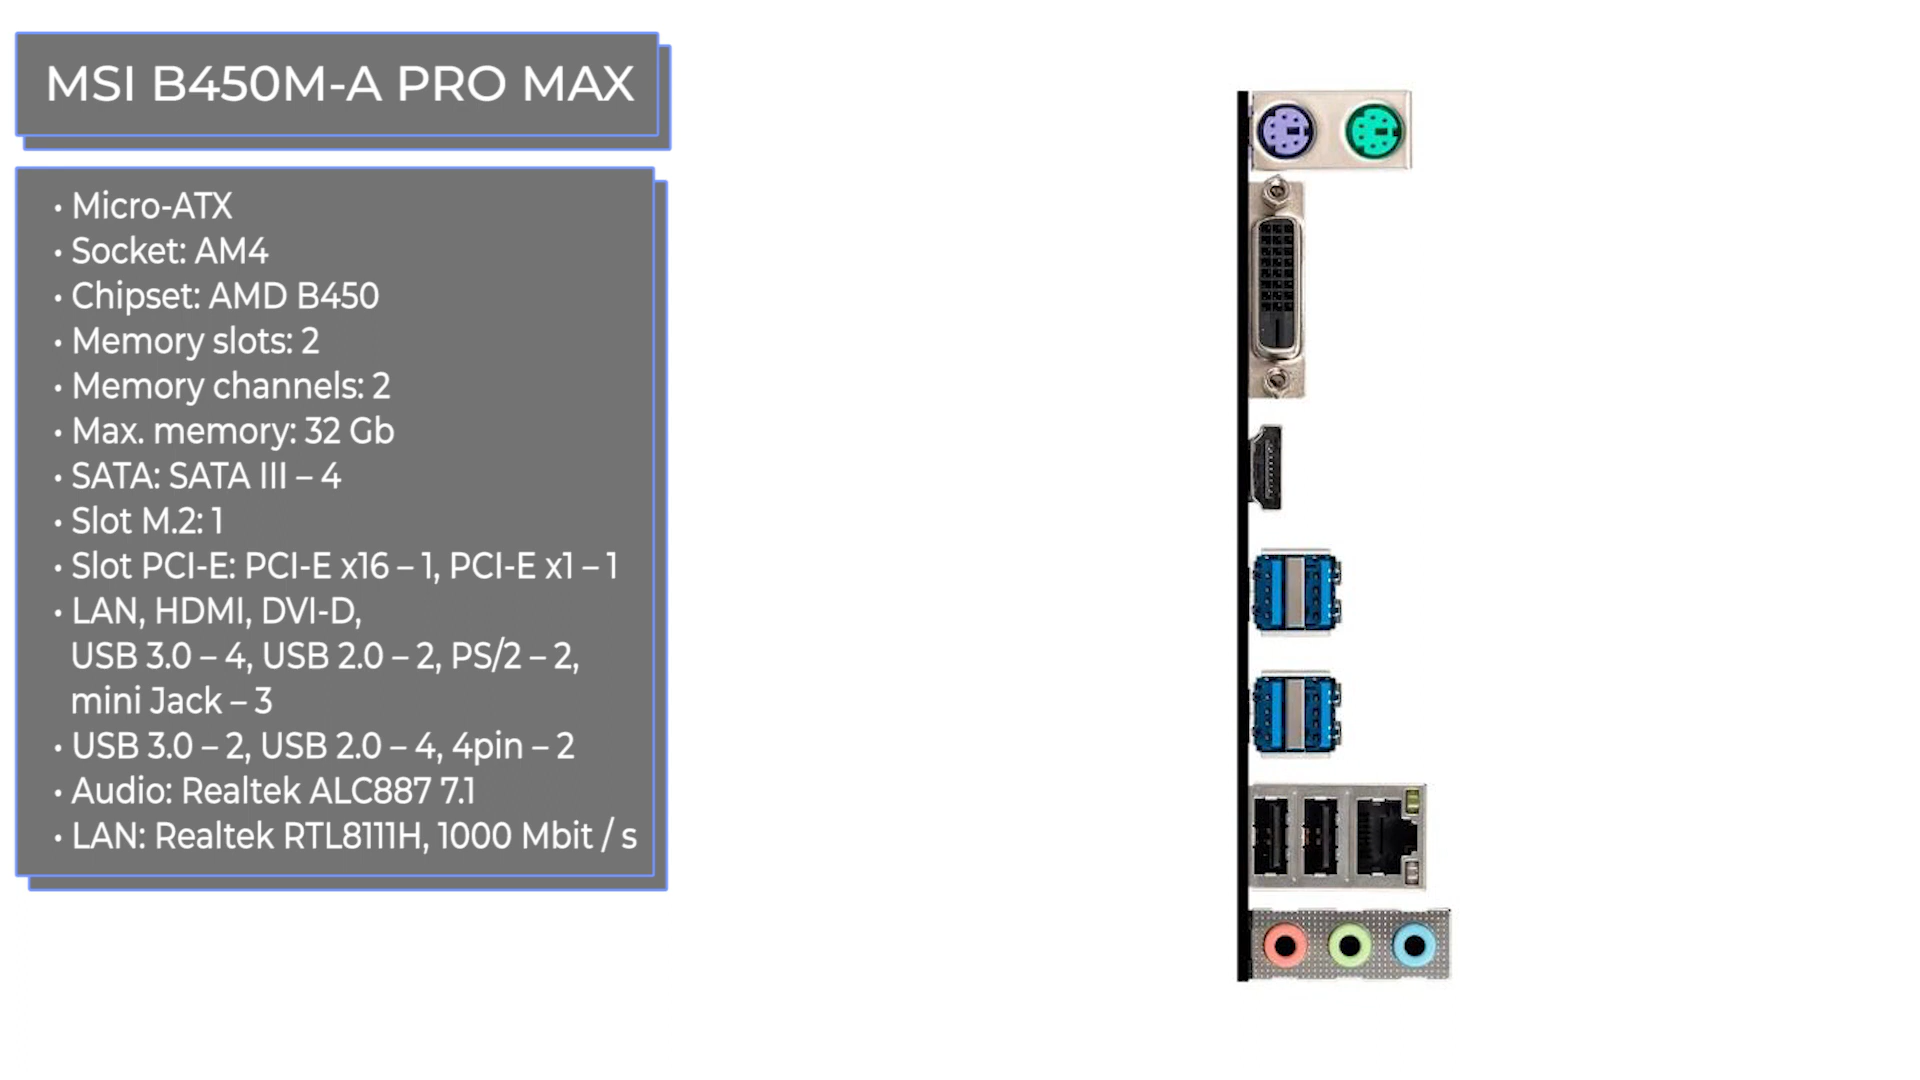 MSI B450M-A PRO MAX
• Micro-ATX
• Socket: AM4
• Chipset: AMD B450
• Memory slots: 2
• Memory channels: 2
• Max. memory: 32 Gb
• SATA: SATA III – 4
• Slot M.2: 1
• Slot PCI-E: PCI-E x16 – 1, PCI-E x1 – 1
• LAN, HDMI, DVI-D,
USB 3.0 – 4, USB 2.0 – 2, PS/2 – 2,
mini Jack – 3
• USB 3.0 – 2, USB 2.0 – 4, 4pin – 2
• Audio: Realtek ALC887 7.1
• LAN: Realtek RTL8111H, 1000 Mbit / s